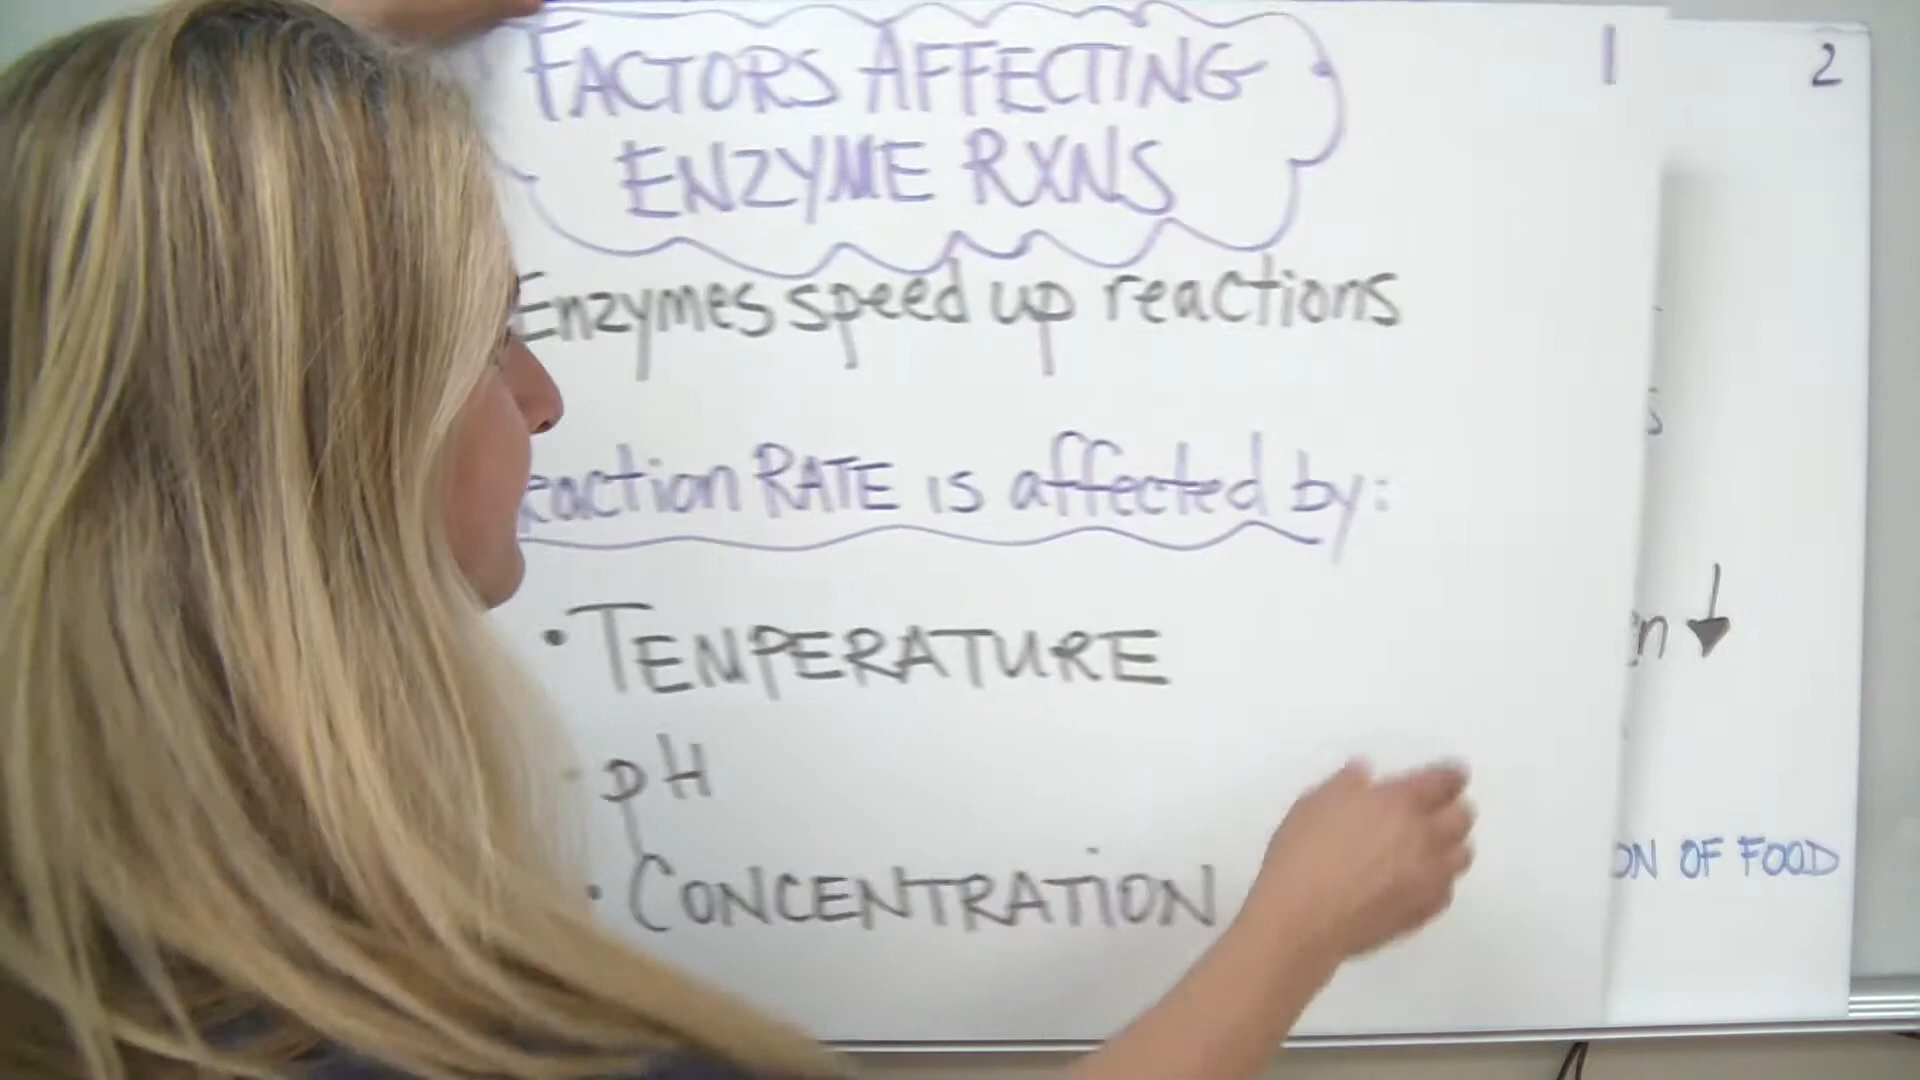 FACTORS AFFECTING
ENZYME RXNS
Enzymes speed up reactions
eaction RATE is affected by:
• TEMPERATURE
• pH
• CONCENTRATION
1
2
s
en ↓
ON OF FOOD